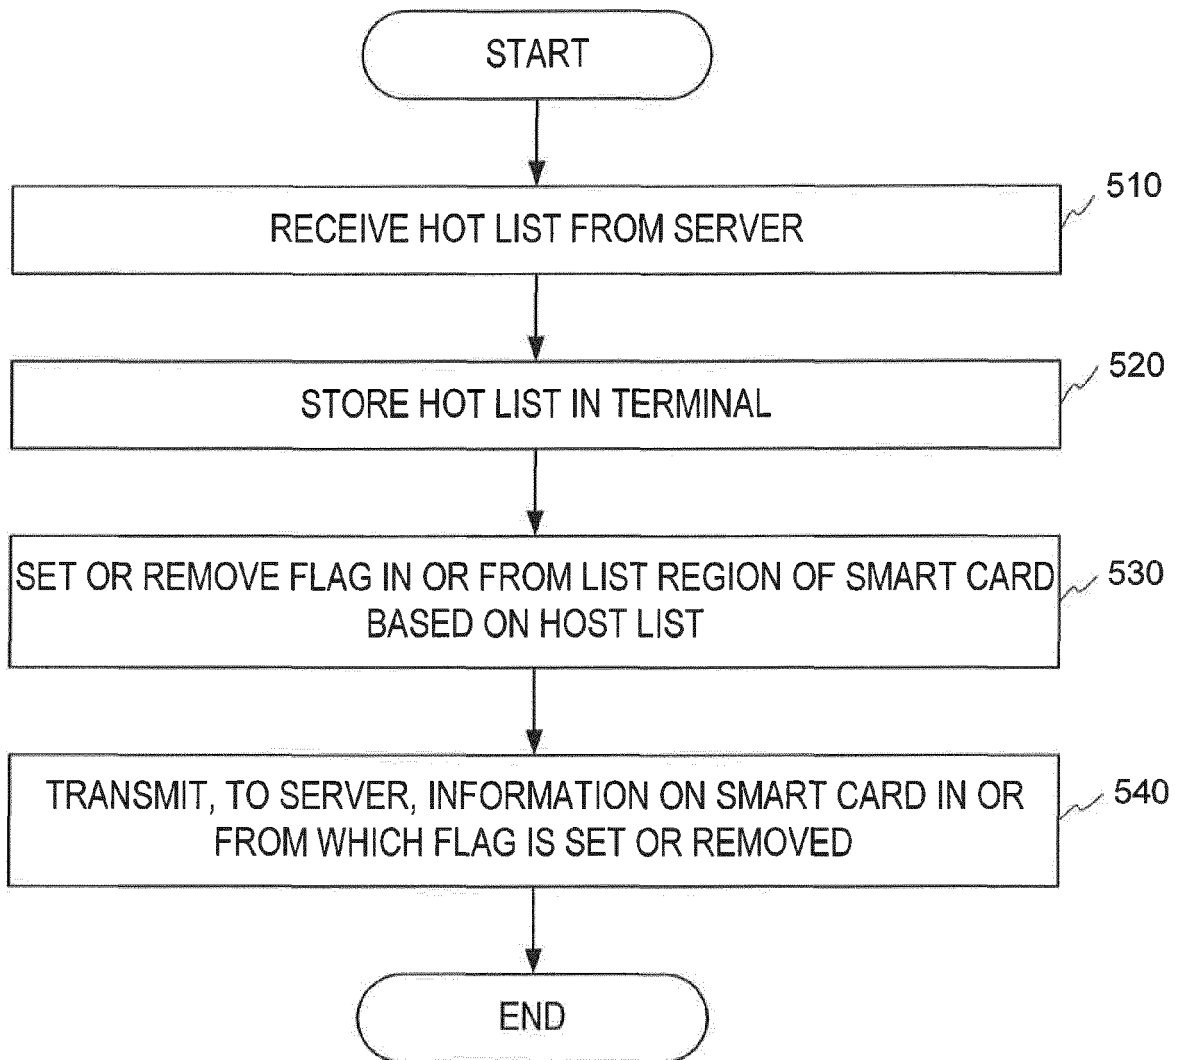 START
RECEIVE HOT LIST FROM SERVER
510
STORE HOT LIST IN TERMINAL
520
SET OR REMOVE FLAG IN OR FROM LIST REGION OF SMART CARD
BASED ON HOST LIST
530
TRANSMIT, TO SERVER, INFORMATION ON SMART CARD IN OR
FROM WHICH FLAG IS SET OR REMOVED
540
END